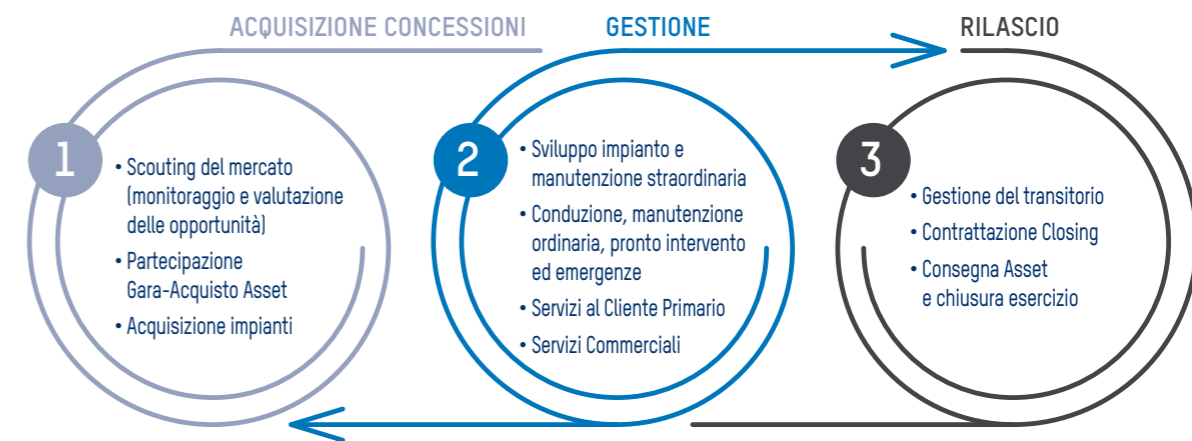 ACQUISIZIONE CONCESSIONI
1
• Scouting del mercato
(monitoraggio e valutazione
delle opportunità)
• Partecipazione
Gara-Acquisto Asset
• Acquisizione impianti
GESTIONE
2
• Sviluppo impianto e
manutenzione straordinaria
• Conduzione, manutenzione
ordinaria, pronto intervento
ed emergenze
• Servizi al Cliente Primario
• Servizi Commerciali
RILASCIO
3
• Gestione del transitorio
• Contrattazione Closing
• Consegna Asset
e chiusura esercizio